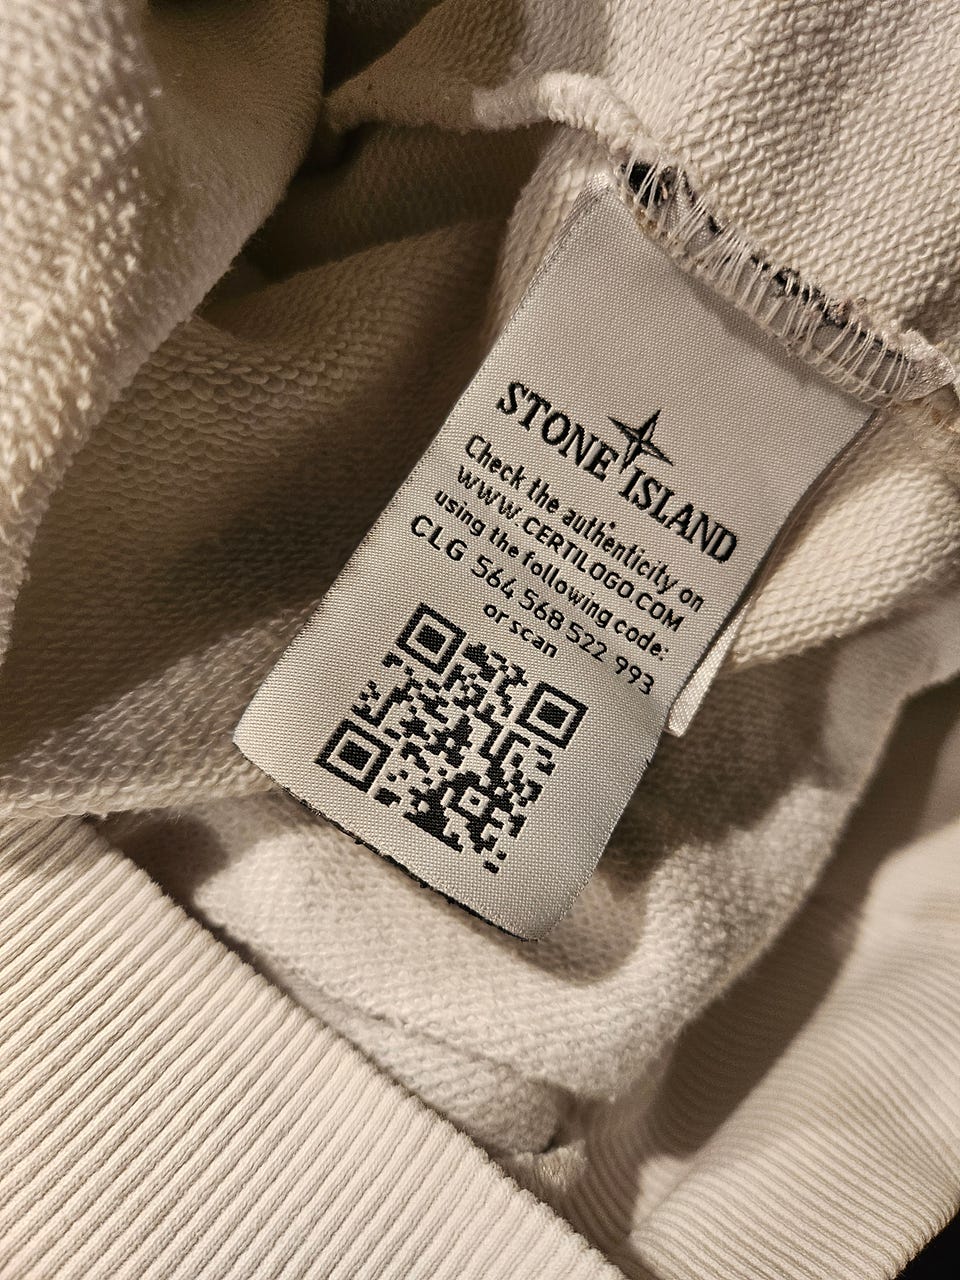 STONE ISLAND
Check the authenticity on
WWW.CERTILOGO.COM
using the following code:
CLG 564 568 522 993
or scan